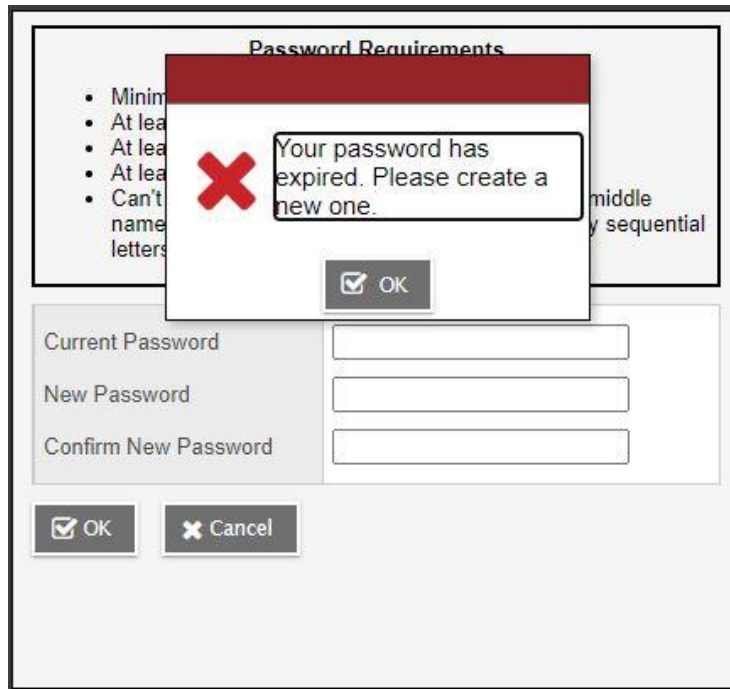 Password Requirements
Minim
At lea
At lea
At lea
Can't middle
name y sequential
letters
Your password has
expired. Please create a
new one.
OK
Current Password
New Password
Confirm New Password
OK Cancel